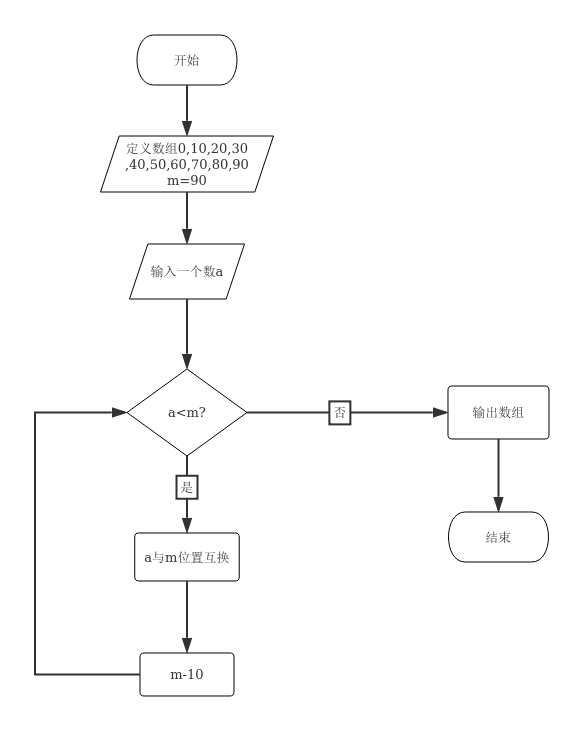 开始
定义数组0,10,20,30
,40,50,60,70,80,90
m=90
输入一个数a
a<m?
否
输出数组
是
结束
a与m位置互换
m-10